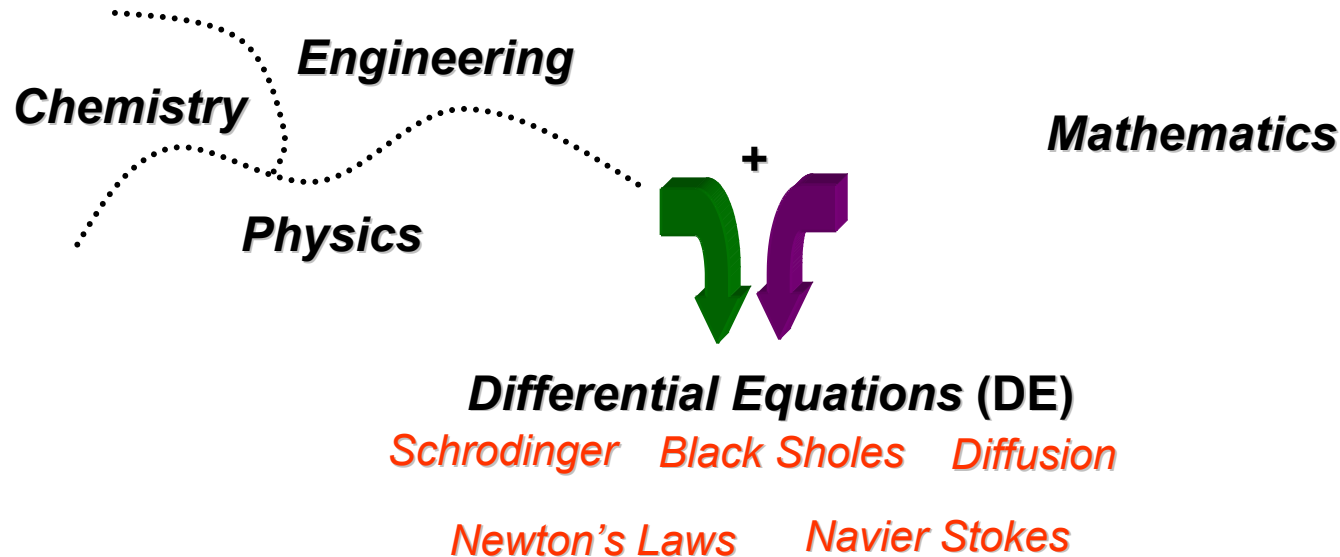 Engineering
Chemistry
Mathematics
+
Physics
Differential Equations (DE)
Schrodinger Black Sholes Diffusion
Newton's Laws Navier Stokes